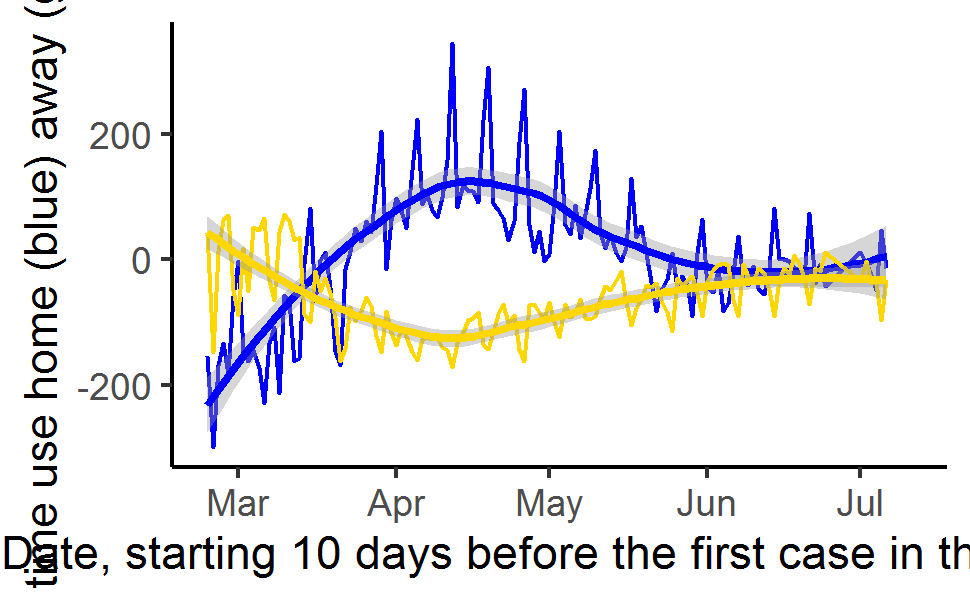 time use home (blue) away (
200
0
-200
Mar Apr May Jun Jul
Date, starting 10 days before the first case in th